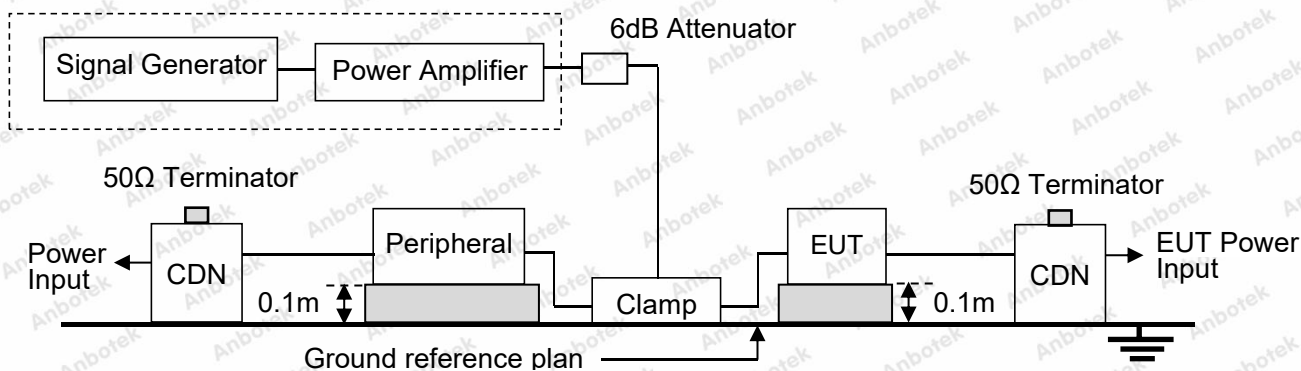 6dB Attenuator
Signal Generator
Power Amplifier
50Ω Terminator
50Ω Terminator
Power
Input
CDN
Peripheral
EUT
CDN
EUT Power
Input
0.1m
Clamp
0.1m
Ground reference plan
Anbotek